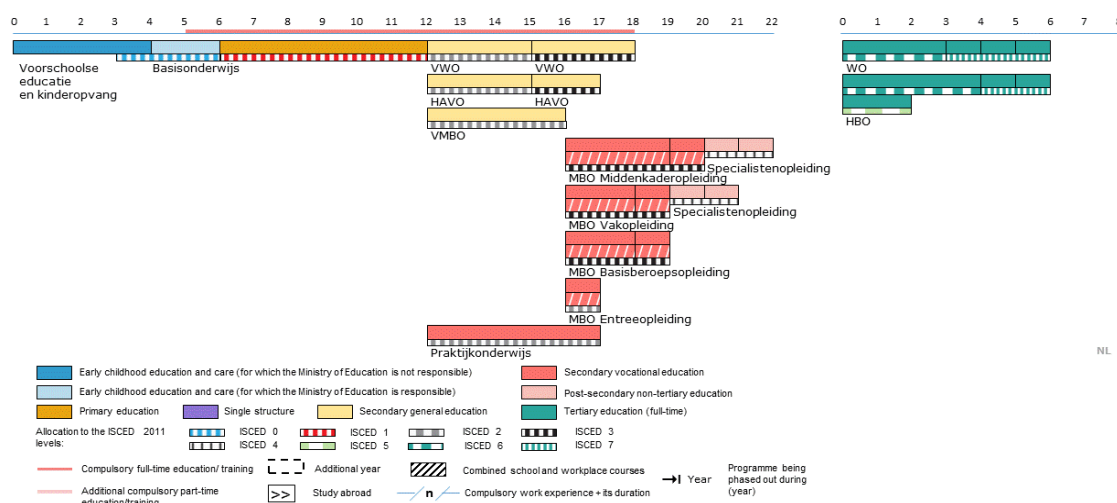 0 1 2 3 4 5 6 7 8 9 10 11 12 13 14 15 16 17 18 19 20 21 22
0 1 2 3 4 5 6 7 8
Voorschoolse
educatie
en kinderopvang
Basisonderwijs
VWO
VWO
WO
HAVO
HAVO
HBO
VMBO
MBO Middenkaderopleiding
Specialistenopleiding
MBO Vakopleiding
Specialistenopleiding
MBO Basisberoepsopleiding
MBO Entreeopleiding
Praktijkonderwijs
NL
Early childhood education and care (for which the Ministry of Education is not responsible)
Secondary vocational education
Early childhood education and care (for which the Ministry of Education is responsible)
Post-secondary non-tertiary education
Primary education
Single structure
Secondary general education
Tertiary education (full-time)
Allocation to the ISCED 2011
levels:
ISCED 0
ISCED 1
ISCED 2
ISCED 3
ISCED 4
ISCED 5
ISCED 6
ISCED 7
Compulsory full-time education/ training
Additional year
Combined school and workplace courses
Year
Programme being
phased out during
(year)
Additional compulsory part-time
education/training
>>
Study abroad
n
Compulsory work experience + its duration